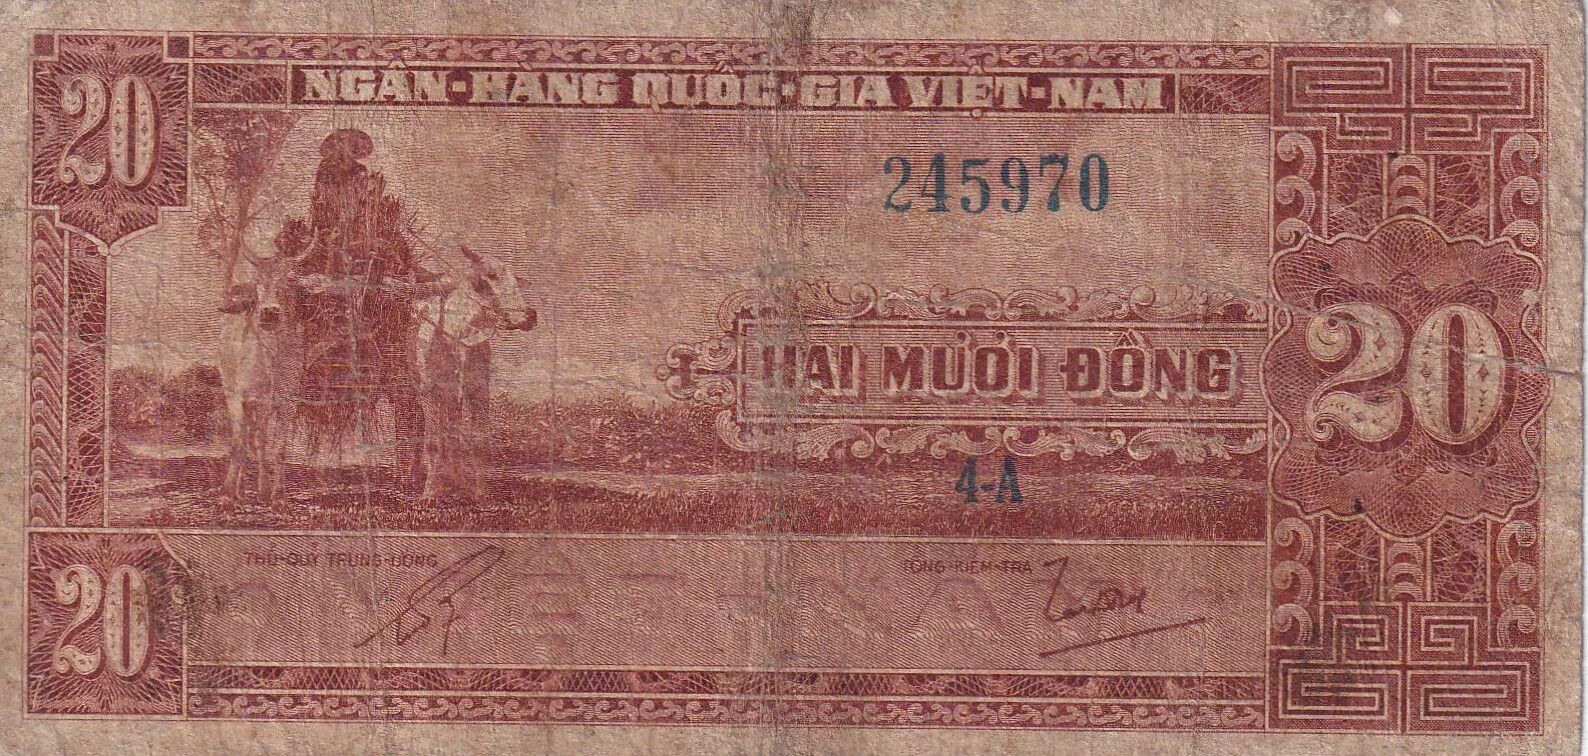 20
NGÂN-HÀNG QUỐC-GIA VIỆT-NAM
245970
HAI MƯƠI ĐỒNG
20
4-A
THỦ-QUỸ TRUNG-ƯƠNG
TỔNG-KIỂM-TRA
20